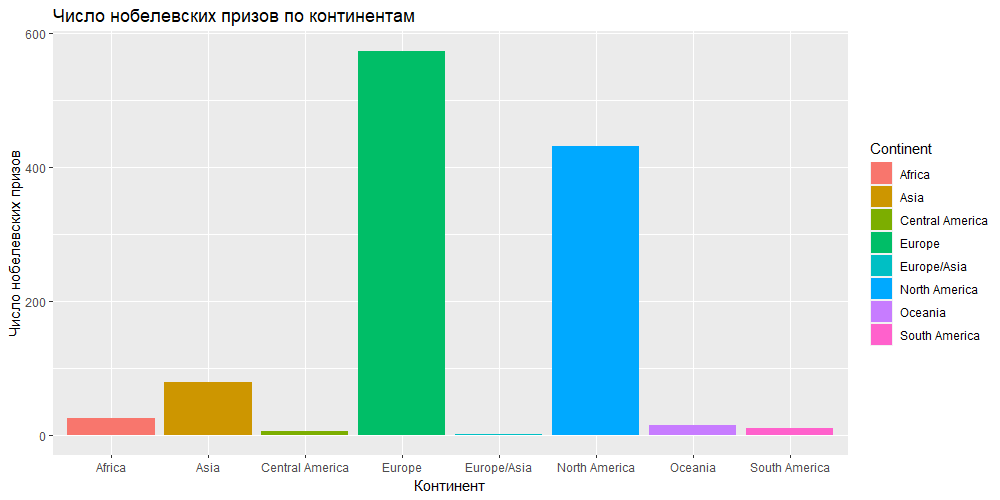 Число нобелевских призов по континентам
Число нобелевских призов
600
400
200
0
Africa
Asia
Central America
Europe
Europe/Asia
North America
Oceania
South America
Континент
Continent
Africa
Asia
Central America
Europe
Europe/Asia
North America
Oceania
South America